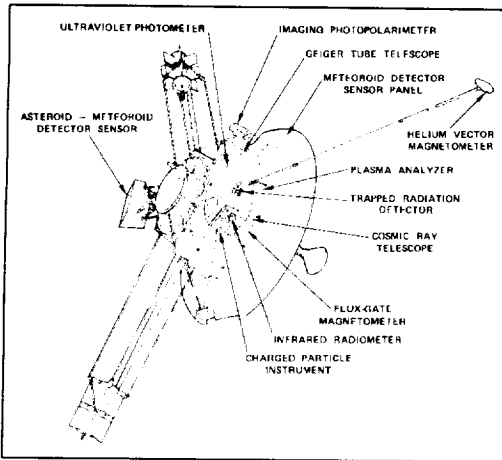 ULTRAVIOLET PHOTOMETER
IMAGING PHOTOPOLARIMETER
GEIGER TUBE TELESCOPE
METEOROID DETECTOR
SENSOR PANEL
ASTEROID – METEOROID
DETECTOR SENSOR
HELIUM VECTOR
MAGNETOMETER
PLASMA ANALYZER
TRAPPED RADIATION
DETECTOR
COSMIC RAY
TELESCOPE
FLUX-GATE
MAGNETOMETER
INFRARED RADIOMETER
CHARGED PARTICLE
INSTRUMENT